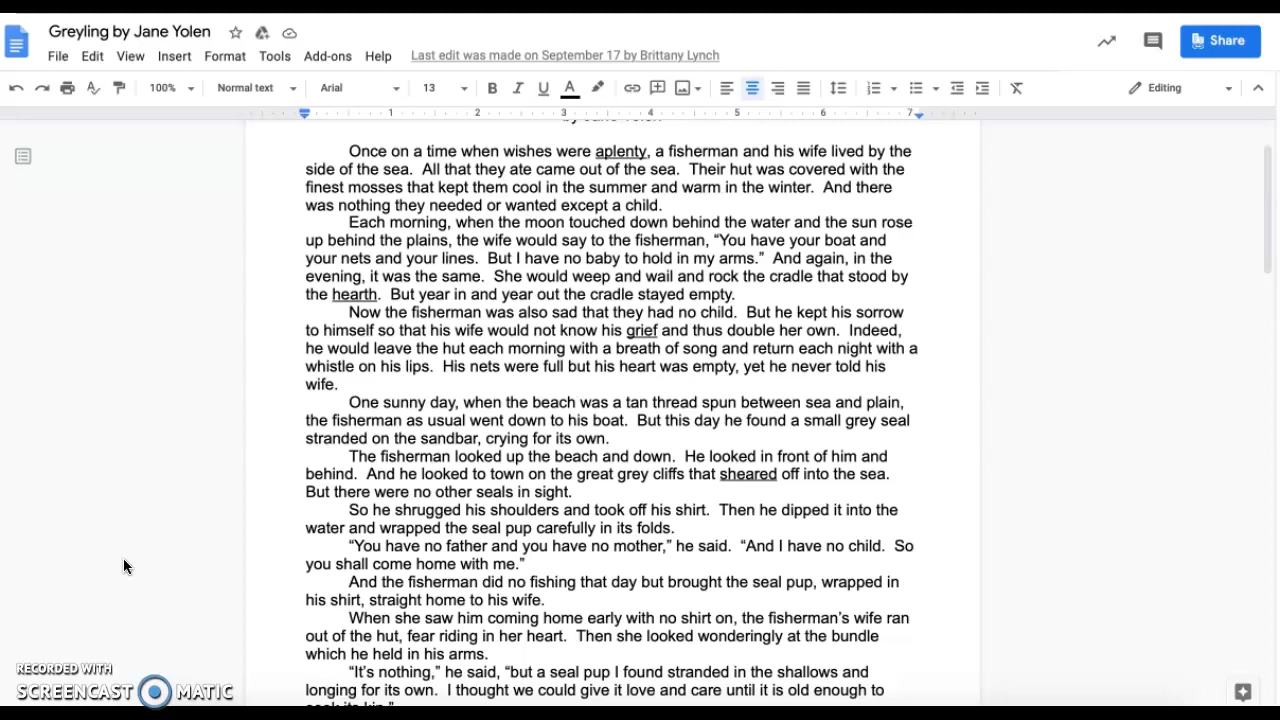 Greyling by Jane Yolen
File Edit View Insert Format Tools Add-ons Help Last edit was made on September 17 by Brittany Lynch
Share
100% Normal text Arial 13 B I U A Editing
1 2 3 4 5 6 7
by Jane Yolen
Once on a time when wishes were aplenty, a fisherman and his wife lived by the
side of the sea. All that they ate came out of the sea. Their hut was covered with the
finest mosses that kept them cool in the summer and warm in the winter. And there
was nothing they needed or wanted except a child.
Each morning, when the moon touched down behind the water and the sun rose
up behind the plains, the wife would say to the fisherman, “You have your boat and
your nets and your lines. But I have no baby to hold in my arms.” And again, in the
evening, it was the same. She would weep and wail and rock the cradle that stood by
the hearth. But year in and year out the cradle stayed empty.
Now the fisherman was also sad that they had no child. But he kept his sorrow
to himself so that his wife would not know his grief and thus double her own. Indeed,
he would leave the hut each morning with a breath of song and return each night with a
whistle on his lips. His nets were full but his heart was empty, yet he never told his
wife.
One sunny day, when the beach was a tan thread spun between sea and plain,
the fisherman as usual went down to his boat. But this day he found a small grey seal
stranded on the sandbar, crying for its own.
The fisherman looked up the beach and down. He looked in front of him and
behind. And he looked to town on the great grey cliffs that sheared off into the sea.
But there were no other seals in sight.
So he shrugged his shoulders and took off his shirt. Then he dipped it into the
water and wrapped the seal pup carefully in its folds.
“You have no father and you have no mother,” he said. “And I have no child. So
you shall come home with me.”
And the fisherman did no fishing that day but brought the seal pup, wrapped in
his shirt, straight home to his wife.
When she saw him coming home early with no shirt on, the fisherman’s wife ran
out of the hut, fear riding in her heart. Then she looked wonderingly at the bundle
which he held in his arms.
“It’s nothing,” he said, “but a seal pup I found stranded in the shallows and
longing for its own. I thought we could give it love and care until it is old enough to
seek its kin.”
RECORDED WITH
SCREENCAST MATIC